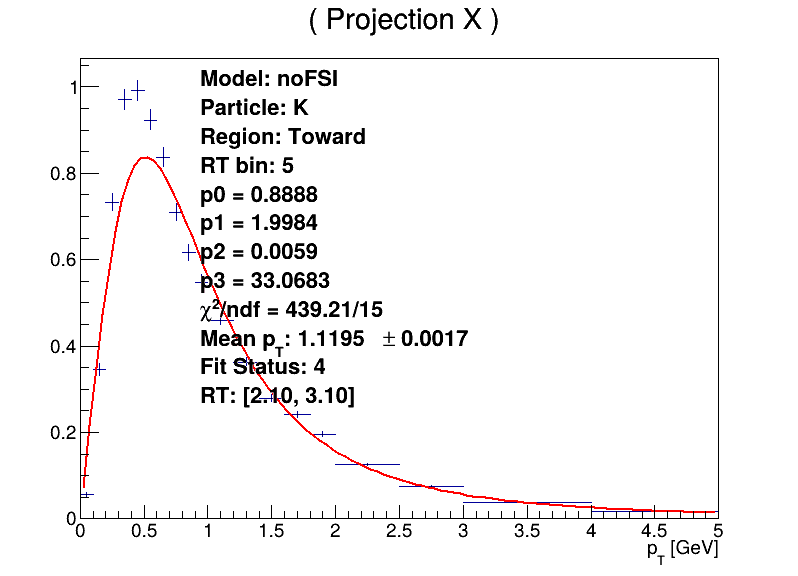 ( Projection X )
Model: noFSI
Particle: K
Region: Toward
RT bin: 5
p0 = 0.8888
p1 = 1.9984
p2 = 0.0059
p3 = 33.0683
χ²/ndf = 439.21/15
Mean pT: 1.1195 ± 0.0017
Fit Status: 4
RT: [2.10, 3.10]
1
0.8
0.6
0.4
0.2
0
0 0.5 1 1.5 2 2.5 3 3.5 4 4.5 5
pT [GeV]